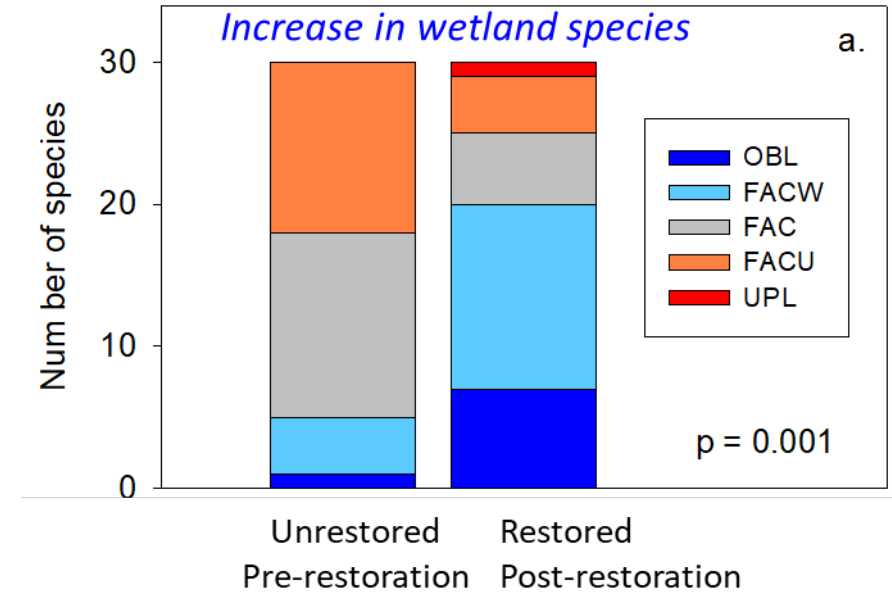 Increase in wetland species
a.
30
20
10
0
Num ber of species
OBL
FACW
FAC
FACU
UPL
p = 0.001
Unrestored Restored
Pre-restoration Post-restoration